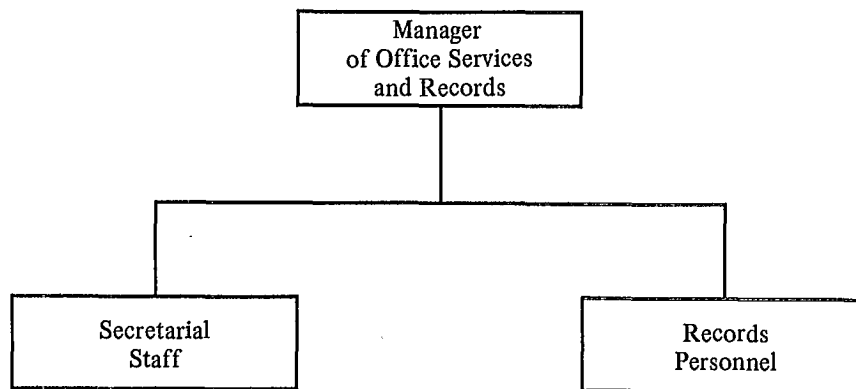 Manager
of Office Services
and Records
Secretarial
Staff
Records
Personnel